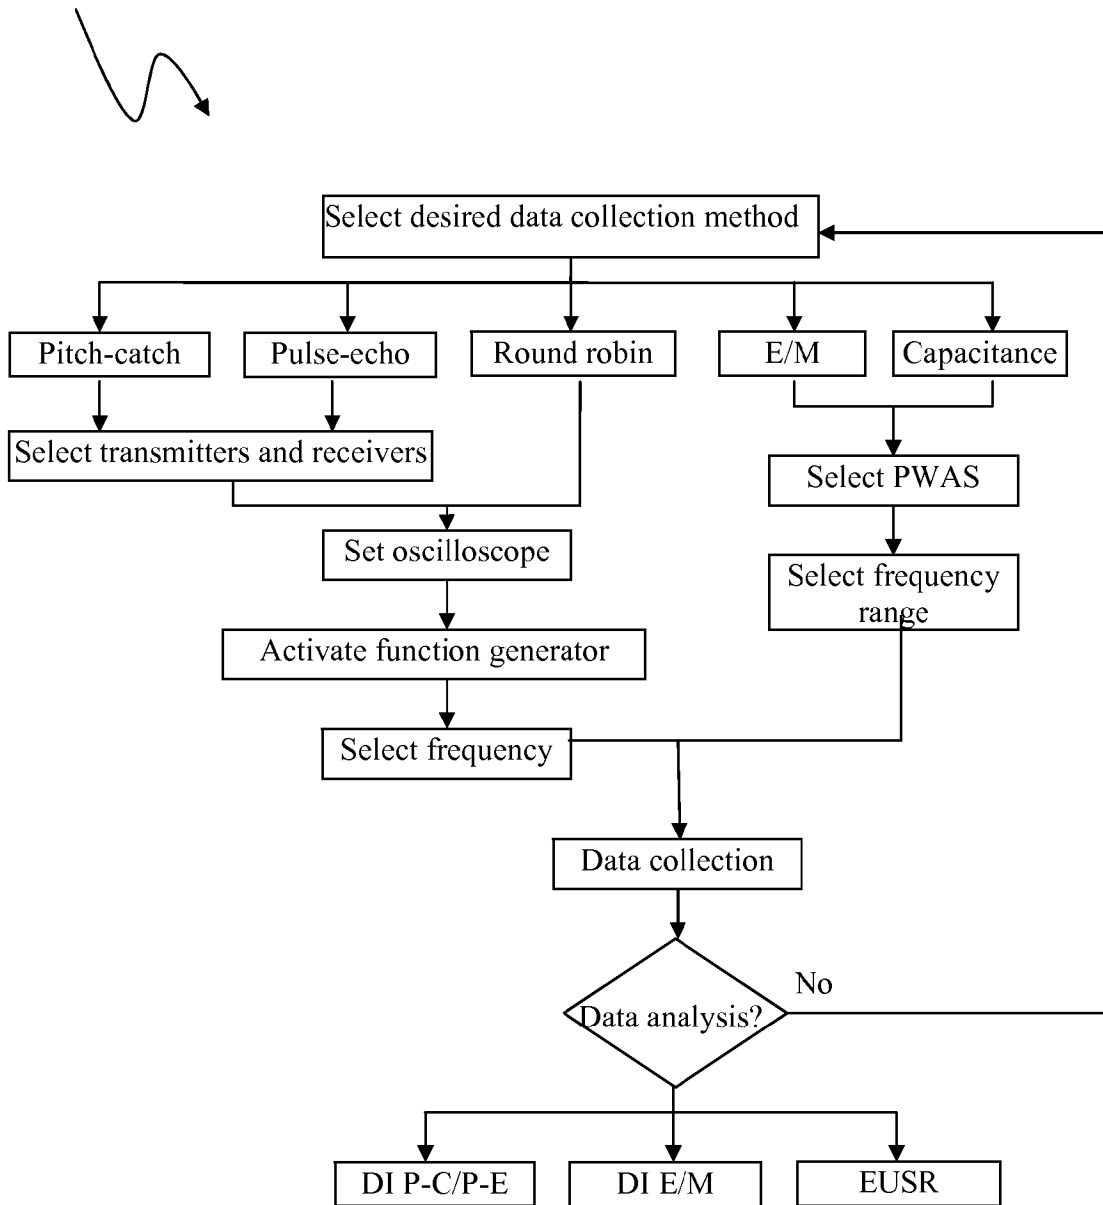 Select desired data collection method
Pitch-catch
Pulse-echo
Round robin
E/M
Capacitance
Select transmitters and receivers
Select PWAS
Set oscilloscope
Select frequency
range
Activate function generator
Select frequency
Data collection
No
Data analysis?
DI P-C/P-E
DI E/M
EUSR